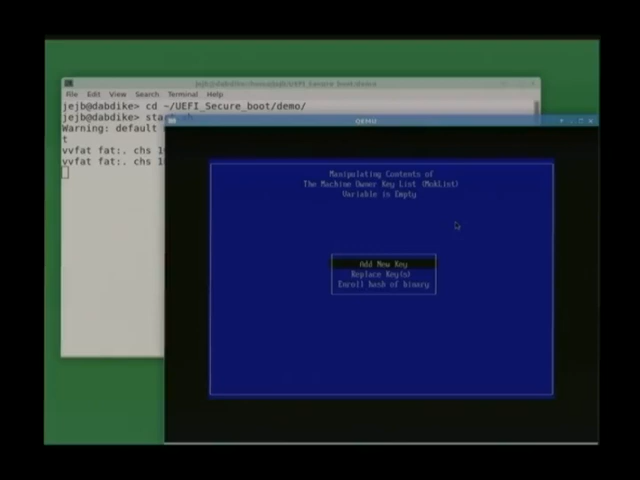 File Edit View Search Terminal Help
jejb@dabdike> cd ~/UEFI_Secure_boot/demo/
jejb@dabdike> sta
Warning: default
t
vvfat fat:. chs 1
vvfat fat:. chs 1
QEMU
Manipulating Contents of
The Machine Owner Key List (MokList)
Variable is Empty
Add New Key
Replace Key(s)
Enroll hash of binary